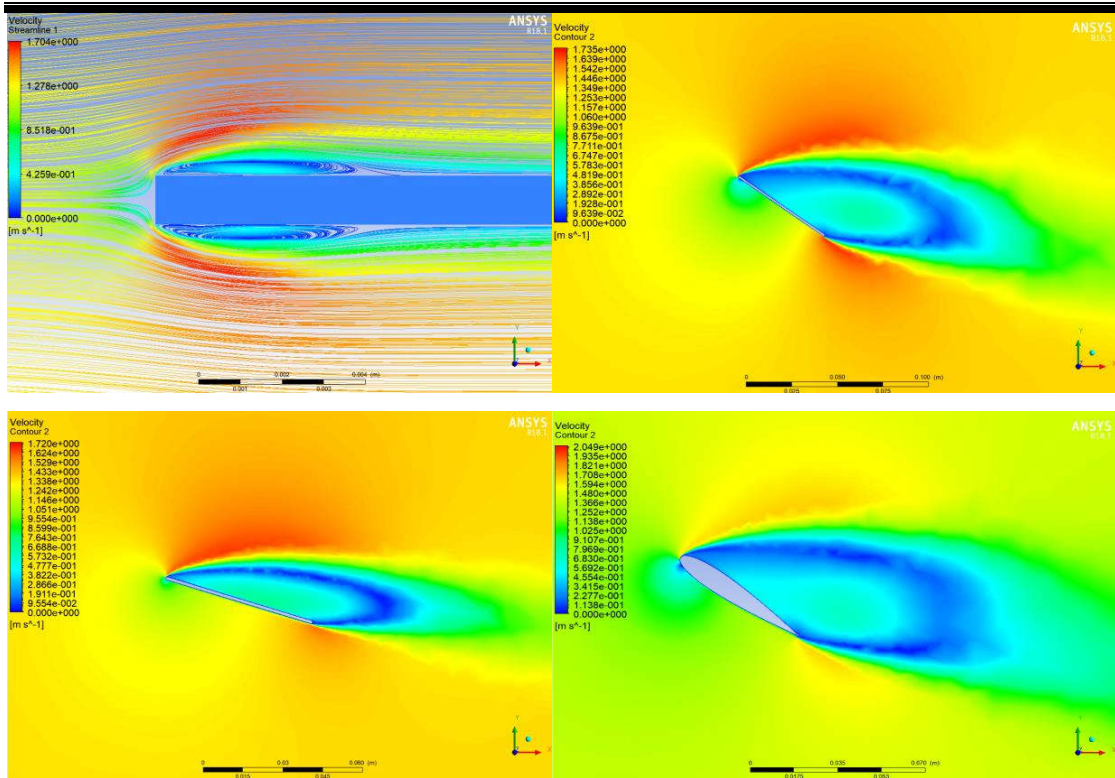 Velocity
Streamline 1
1.704e+000
1.278e+000
8.518e-001
4.259e-001
0.000e+000
[m s^-1]
ANSYS
R18.1
0
0.002
0.004
(m)
0.001
0.003
Y
Z
X
Velocity
Contour 2
1.735e+000
1.639e+000
1.542e+000
1.446e+000
1.349e+000
1.253e+000
1.157e+000
1.060e+000
9.639e-001
8.675e-001
7.711e-001
6.747e-001
5.783e-001
4.819e-001
3.856e-001
2.892e-001
1.928e-001
9.639e-002
0.000e+000
[m s^-1]
ANSYS
R18.1
0
0.050
0.100
(m)
0.025
0.075
Y
Z
X
Velocity
Contour 2
1.720e+000
1.624e+000
1.529e+000
1.433e+000
1.338e+000
1.242e+000
1.146e+000
1.051e+000
9.554e-001
8.599e-001
7.643e-001
6.688e-001
5.732e-001
4.777e-001
3.822e-001
2.866e-001
1.911e-001
9.554e-002
0.000e+000
[m s^-1]
ANSYS
R18.1
0
0.03
0.060
(m)
0.015
0.045
Y
Z
X
Velocity
Contour 2
2.049e+000
1.935e+000
1.821e+000
1.708e+000
1.594e+000
1.480e+000
1.366e+000
1.252e+000
1.138e+000
1.025e+000
9.107e-001
7.969e-001
6.830e-001
5.692e-001
4.554e-001
3.415e-001
2.277e-001
1.138e-001
0.000e+000
[m s^-1]
ANSYS
R18.1
0
0.035
0.070
(m)
0.0175
0.053
Y
Z
X